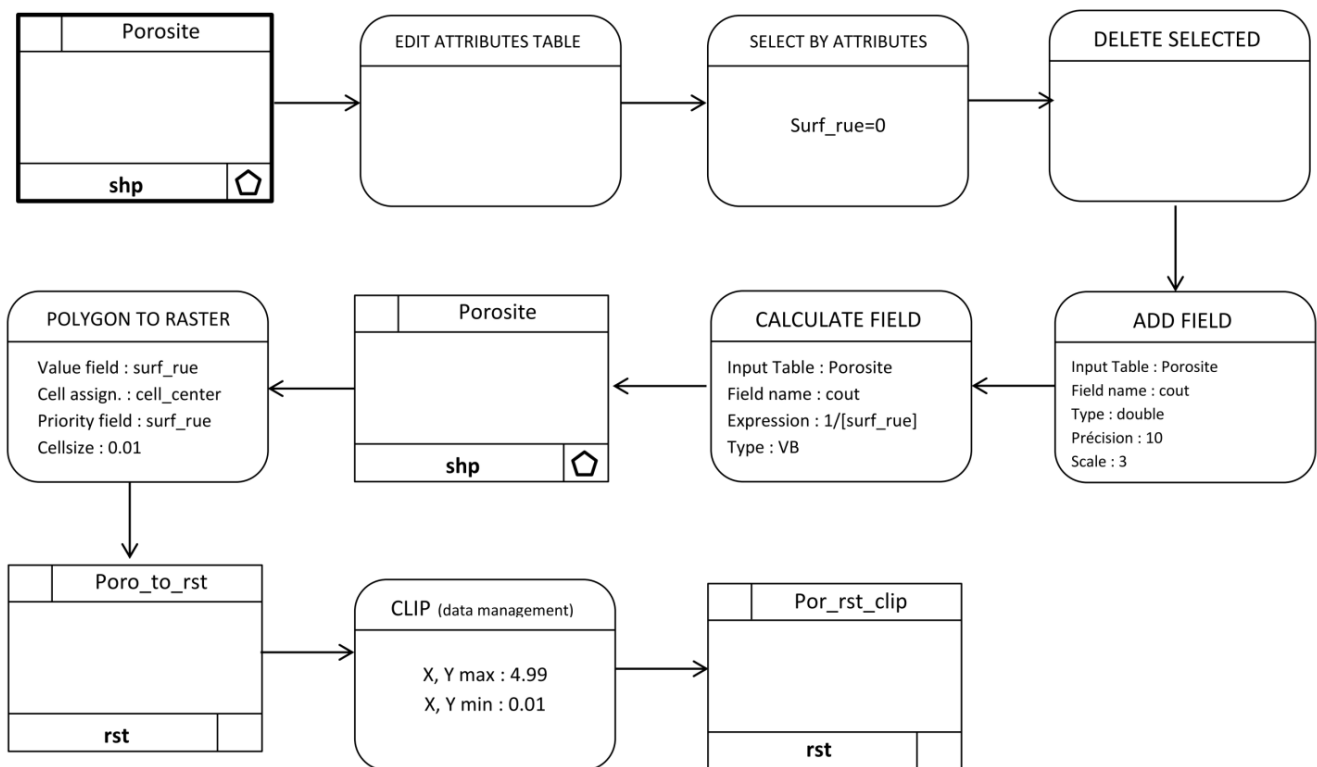 Porosite
shp
EDIT ATTRIBUTES TABLE
SELECT BY ATTRIBUTES
Surf_rue=0
DELETE SELECTED
ADD FIELD
Input Table : Porosite
Field name : cout
Type : double
Précision : 10
Scale : 3
CALCULATE FIELD
Input Table : Porosite
Field name : cout
Expression : 1/[surf_rue]
Type : VB
Porosite
shp
POLYGON TO RASTER
Value field : surf_rue
Cell assign. : cell_center
Priority field : surf_rue
Cellsize : 0.01
Poro_to_rst
rst
CLIP (data management)
X, Y max : 4.99
X, Y min : 0.01
Por_rst_clip
rst